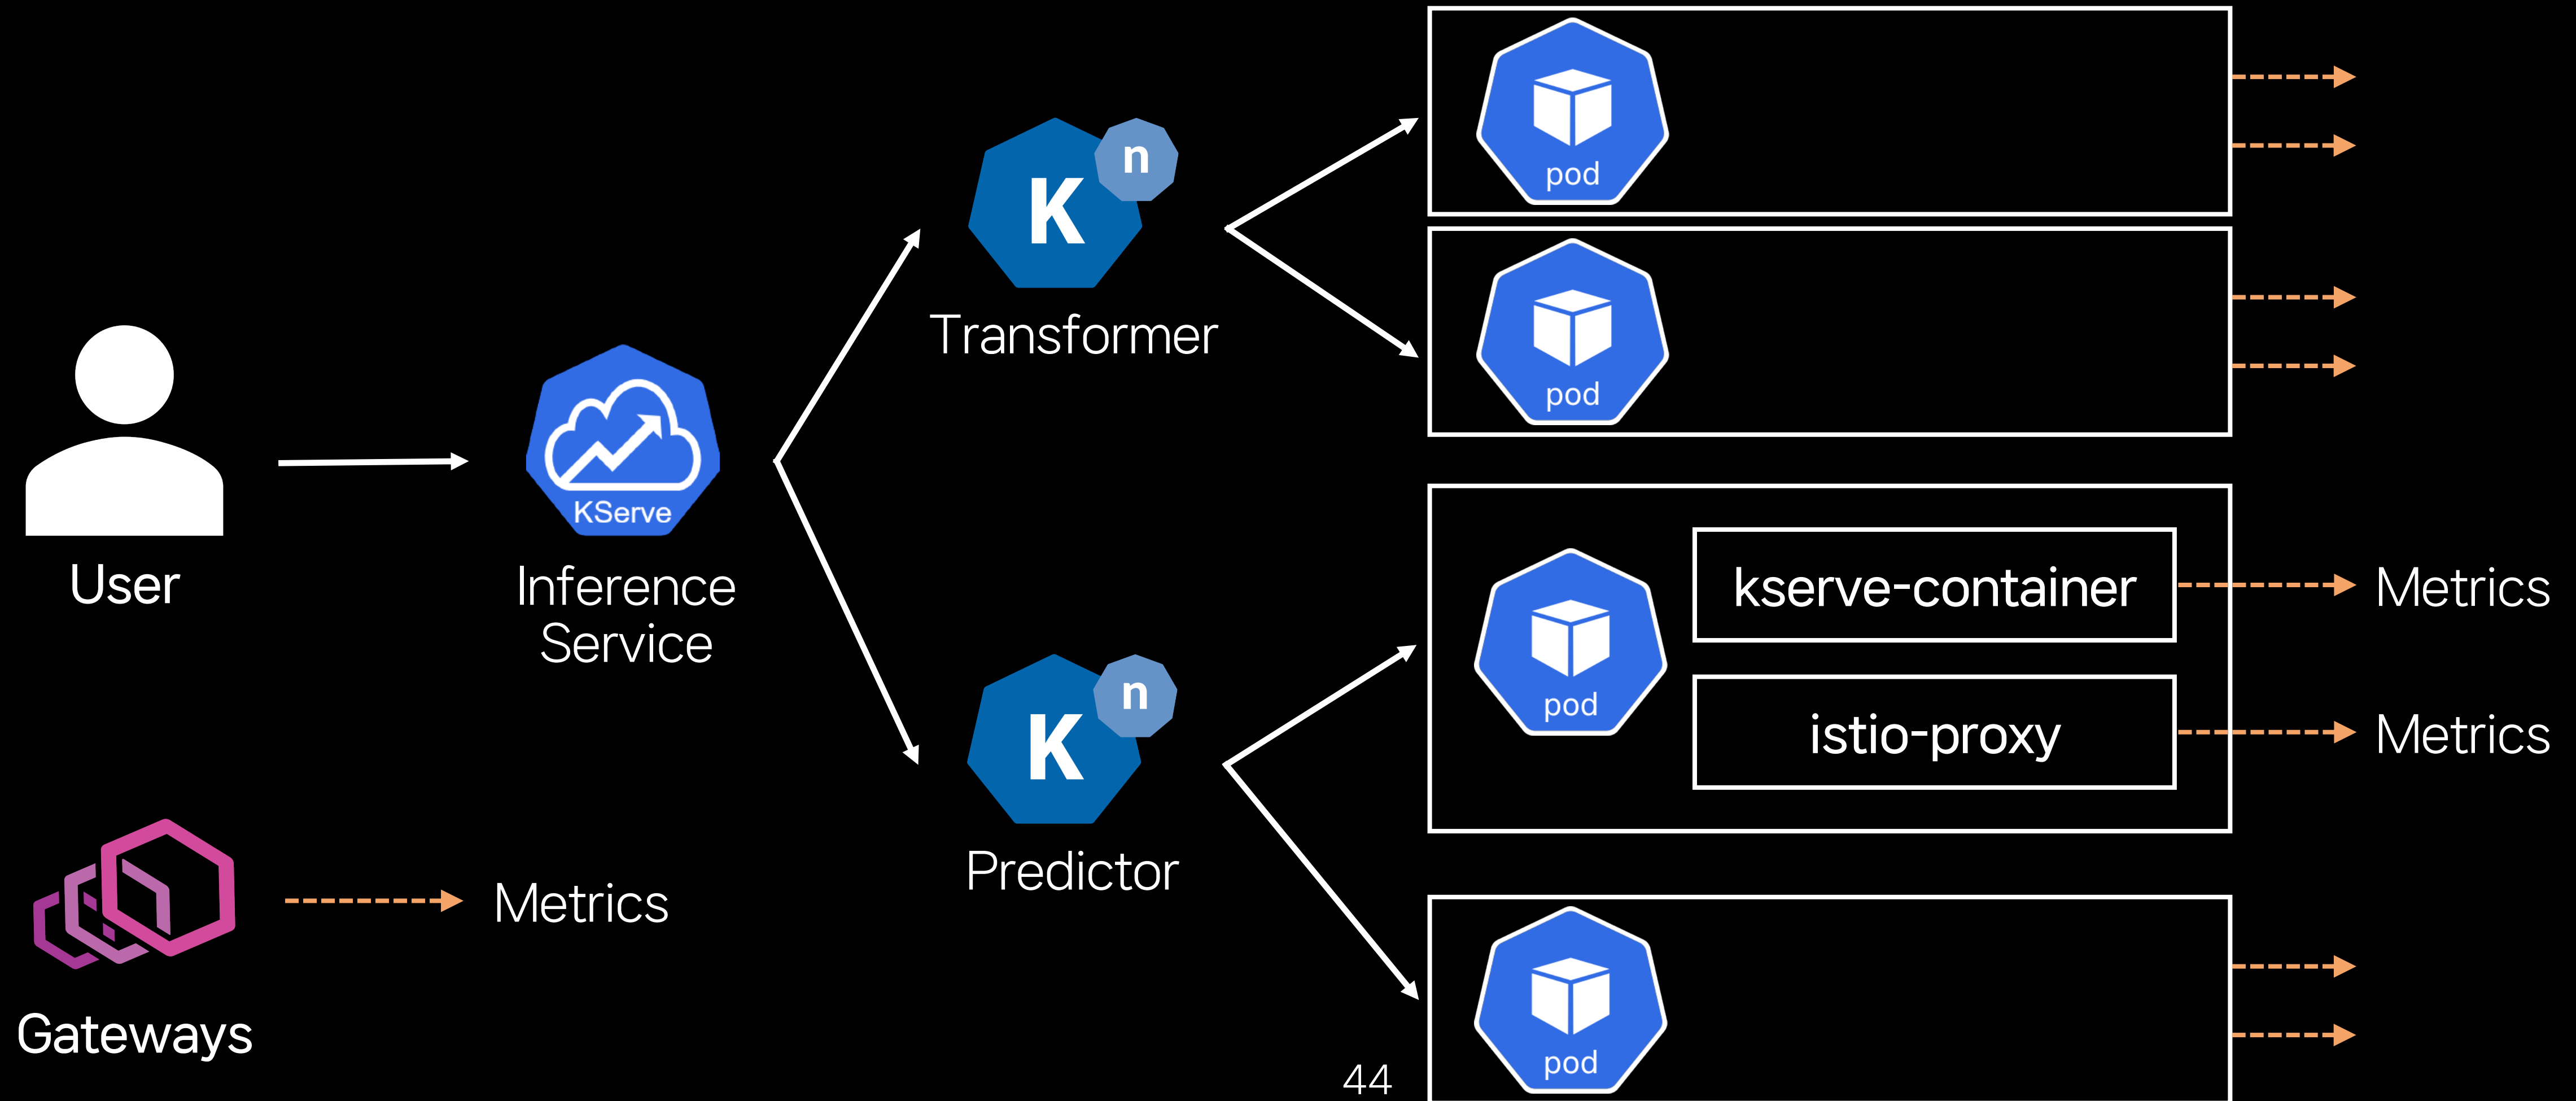 pod
K
n
Transformer
pod
KServe
User
Inference
Service
kserve-container
Metrics
pod
istio-proxy
Metrics
K
n
Predictor
Metrics
Gateways
pod
44